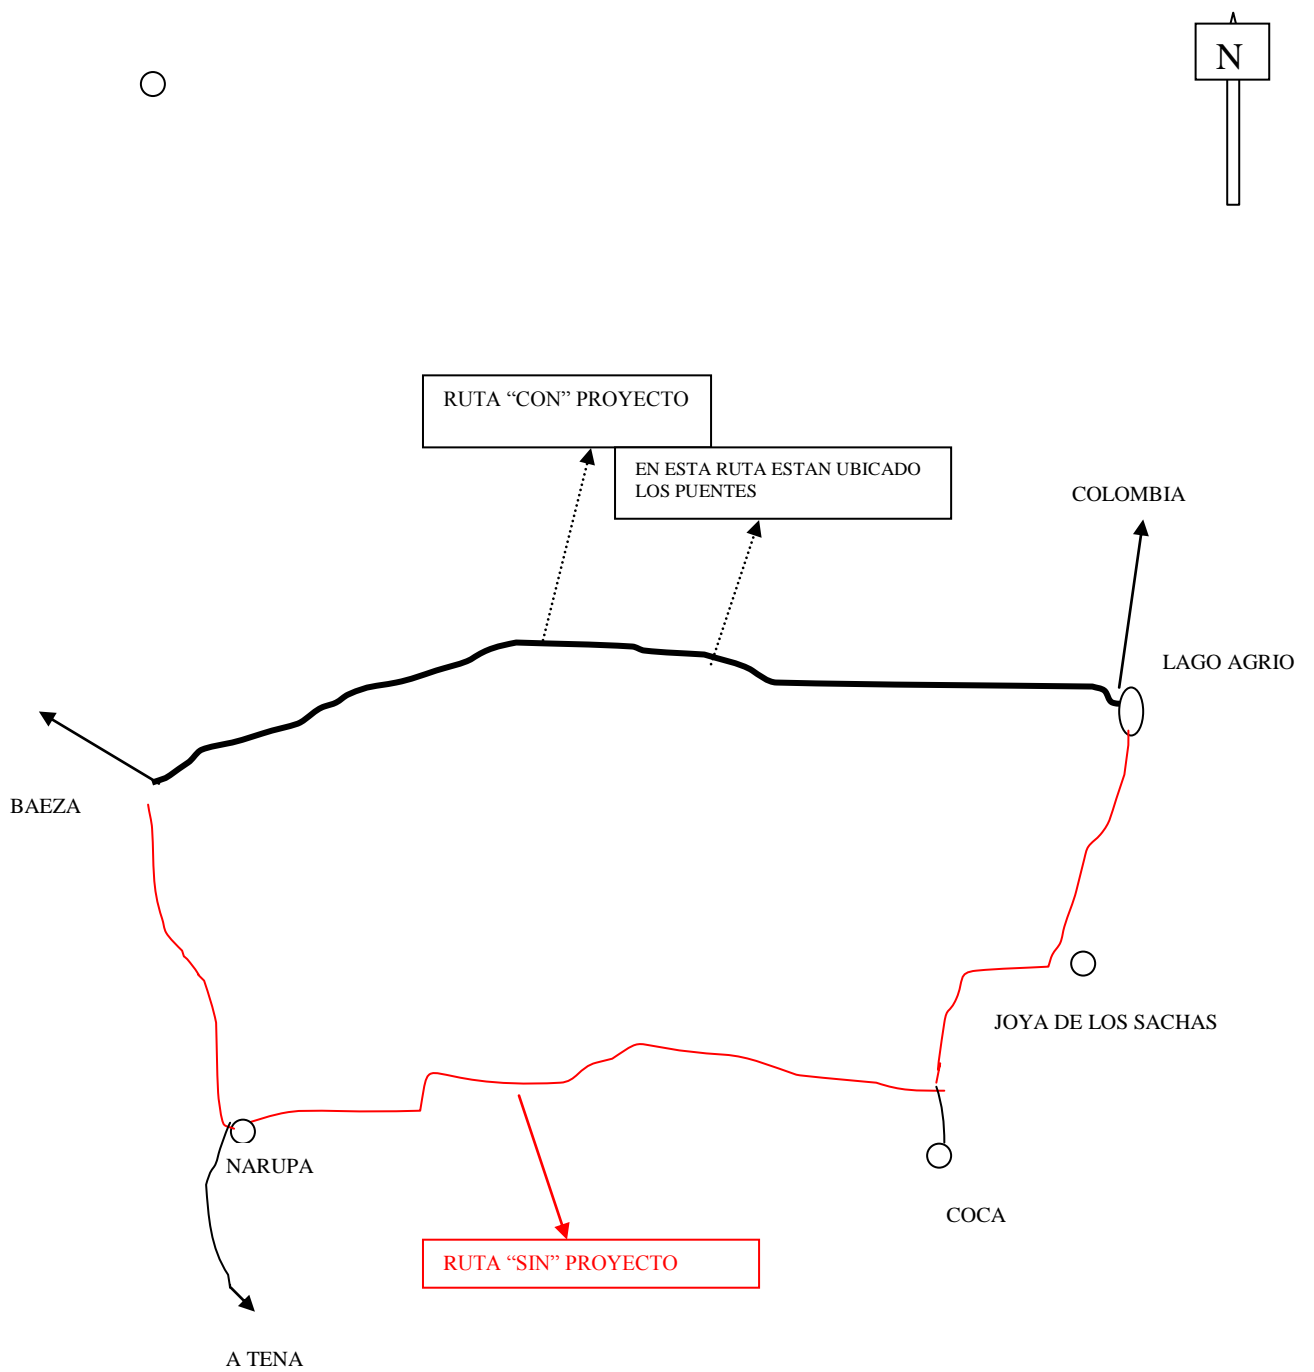 N
RUTA “CON” PROYECTO
EN ESTA RUTA ESTAN UBICADO
LOS PUENTES
COLOMBIA
LAGO AGRIO
BAEZA
JOYA DE LOS SACHAS
NARUPA
COCA
RUTA “SIN” PROYECTO
A TENA